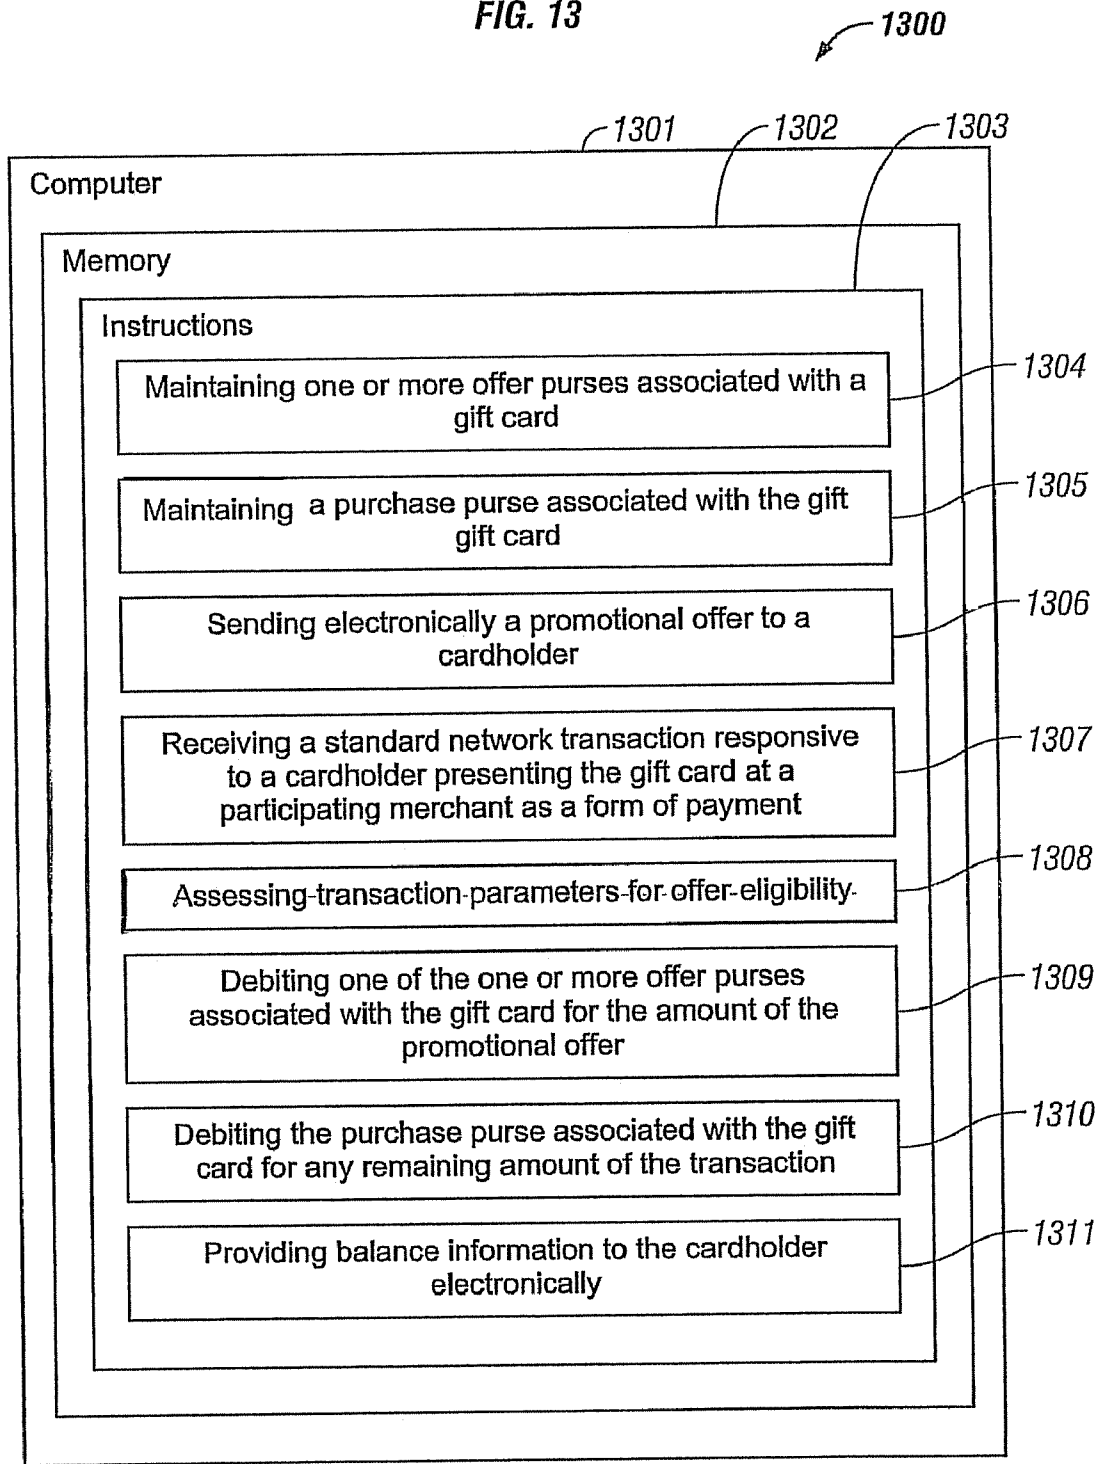 FIG. 13
1300
1301
1302
1303
Computer
Memory
Instructions
Maintaining one or more offer purses associated with a
gift card
1304
Maintaining a purchase purse associated with the gift
gift card
1305
Sending electronically a promotional offer to a
cardholder
1306
Receiving a standard network transaction responsive
to a cardholder presenting the gift card at a
participating merchant as a form of payment
1307
Assessing transaction parameters for offer eligibility
1308
Debiting one of the one or more offer purses
associated with the gift card for the amount of the
promotional offer
1309
Debiting the purchase purse associated with the gift
card for any remaining amount of the transaction
1310
Providing balance information to the cardholder
electronically
1311